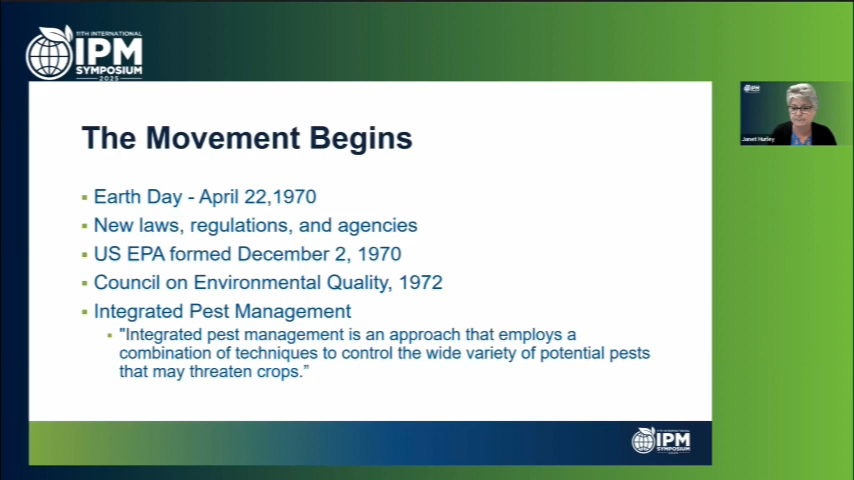 11TH INTERNATIONAL
IPM
SYMPOSIUM
2025
The Movement Begins
Earth Day - April 22,1970
New laws, regulations, and agencies
US EPA formed December 2, 1970
Council on Environmental Quality, 1972
Integrated Pest Management
"Integrated pest management is an approach that employs a
combination of techniques to control the wide variety of potential pests
that may threaten crops.”
IPM
Janet Hurley
11TH INTERNATIONAL
IPM
SYMPOSIUM